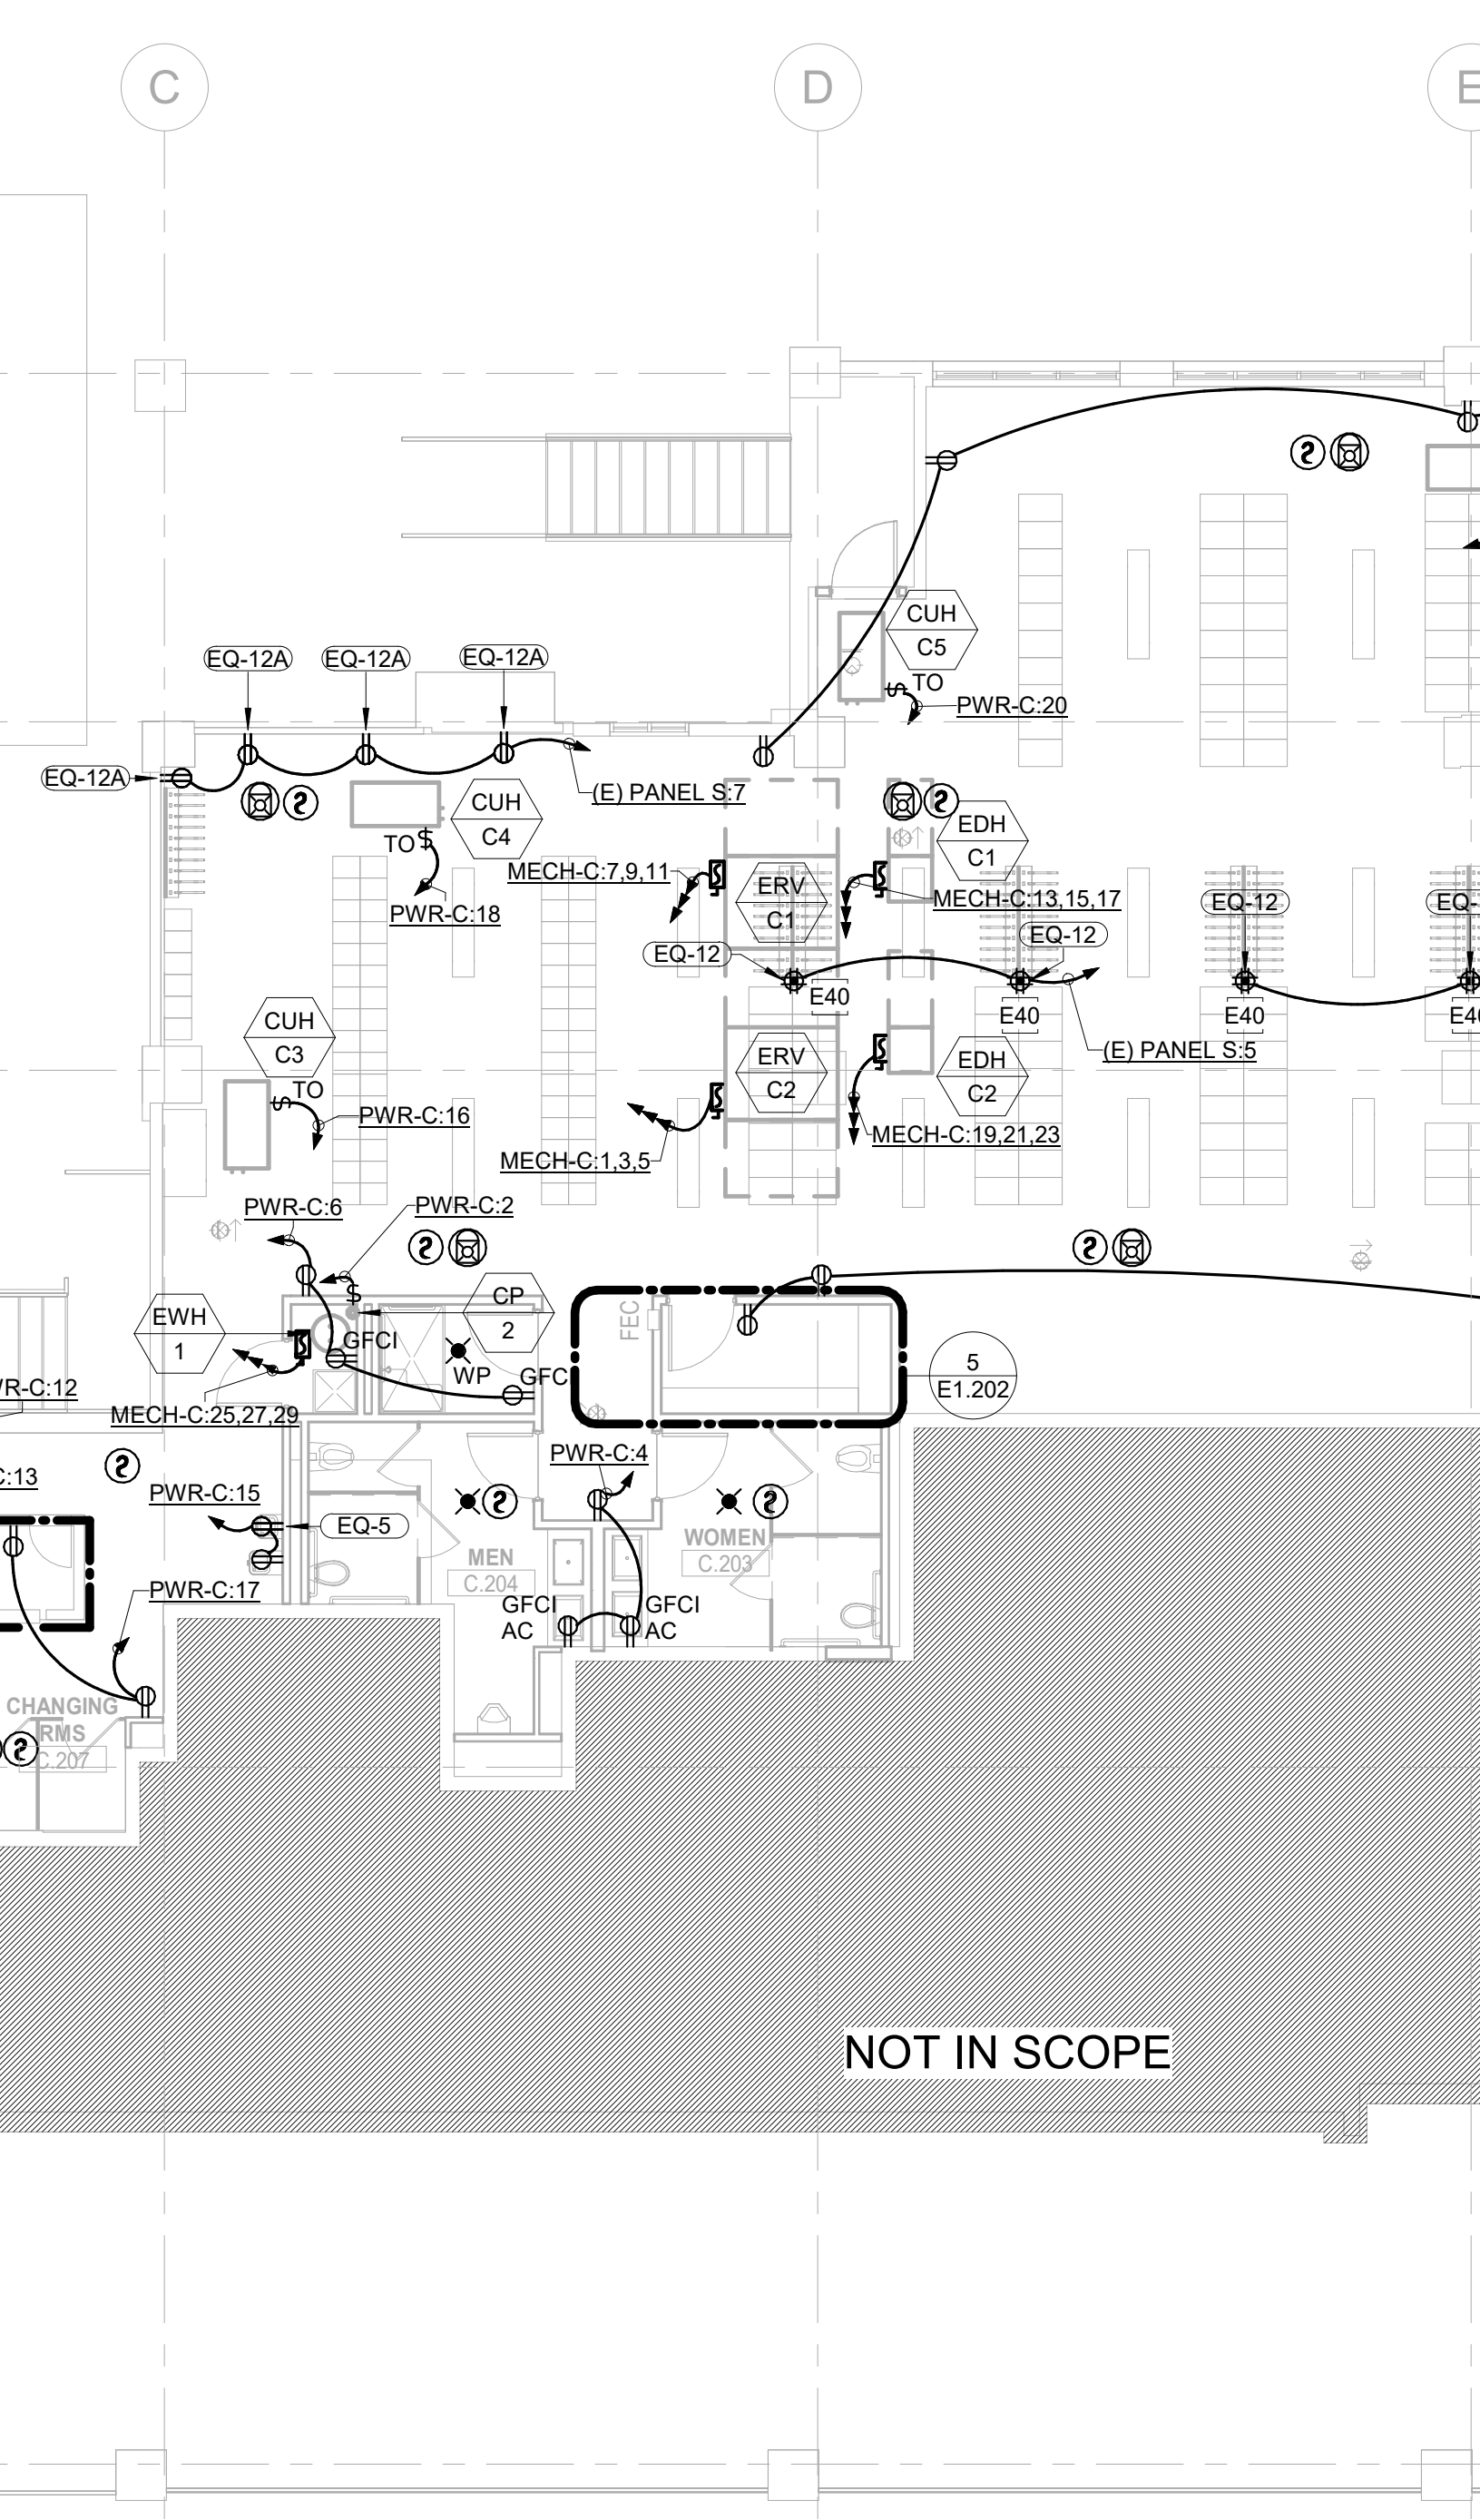 C
D
E
CUH
C5
TO
PWR-C:20
EQ-12A
EQ-12A
EQ-12A
EQ-12A
(E) PANEL S:7
CUH
C4
TO $
PWR-C:18
EDH
C1
MECH-C:7,9,11
ERV
C1
MECH-C:13,15,17
EQ-12
EQ-12
EQ-12
E40
E40
E40
(E) PANEL S:5
CUH
C3
TO
PWR-C:16
ERV
C2
EDH
C2
MECH-C:19,21,23
MECH-C:1,3,5
PWR-C:6
PWR-C:2
$
CP
2
EWH
1
GFCI
WP
GFCI
FEC
5
E1.202
MECH-C:25,27,29
PWR-C:4
PWR-C:15
EQ-5
PWR-C:17
MEN
C.204
WOMEN
C.203
GFCI
AC
GFCI
AC
CHANGING
RMS
C.207
NOT IN SCOPE